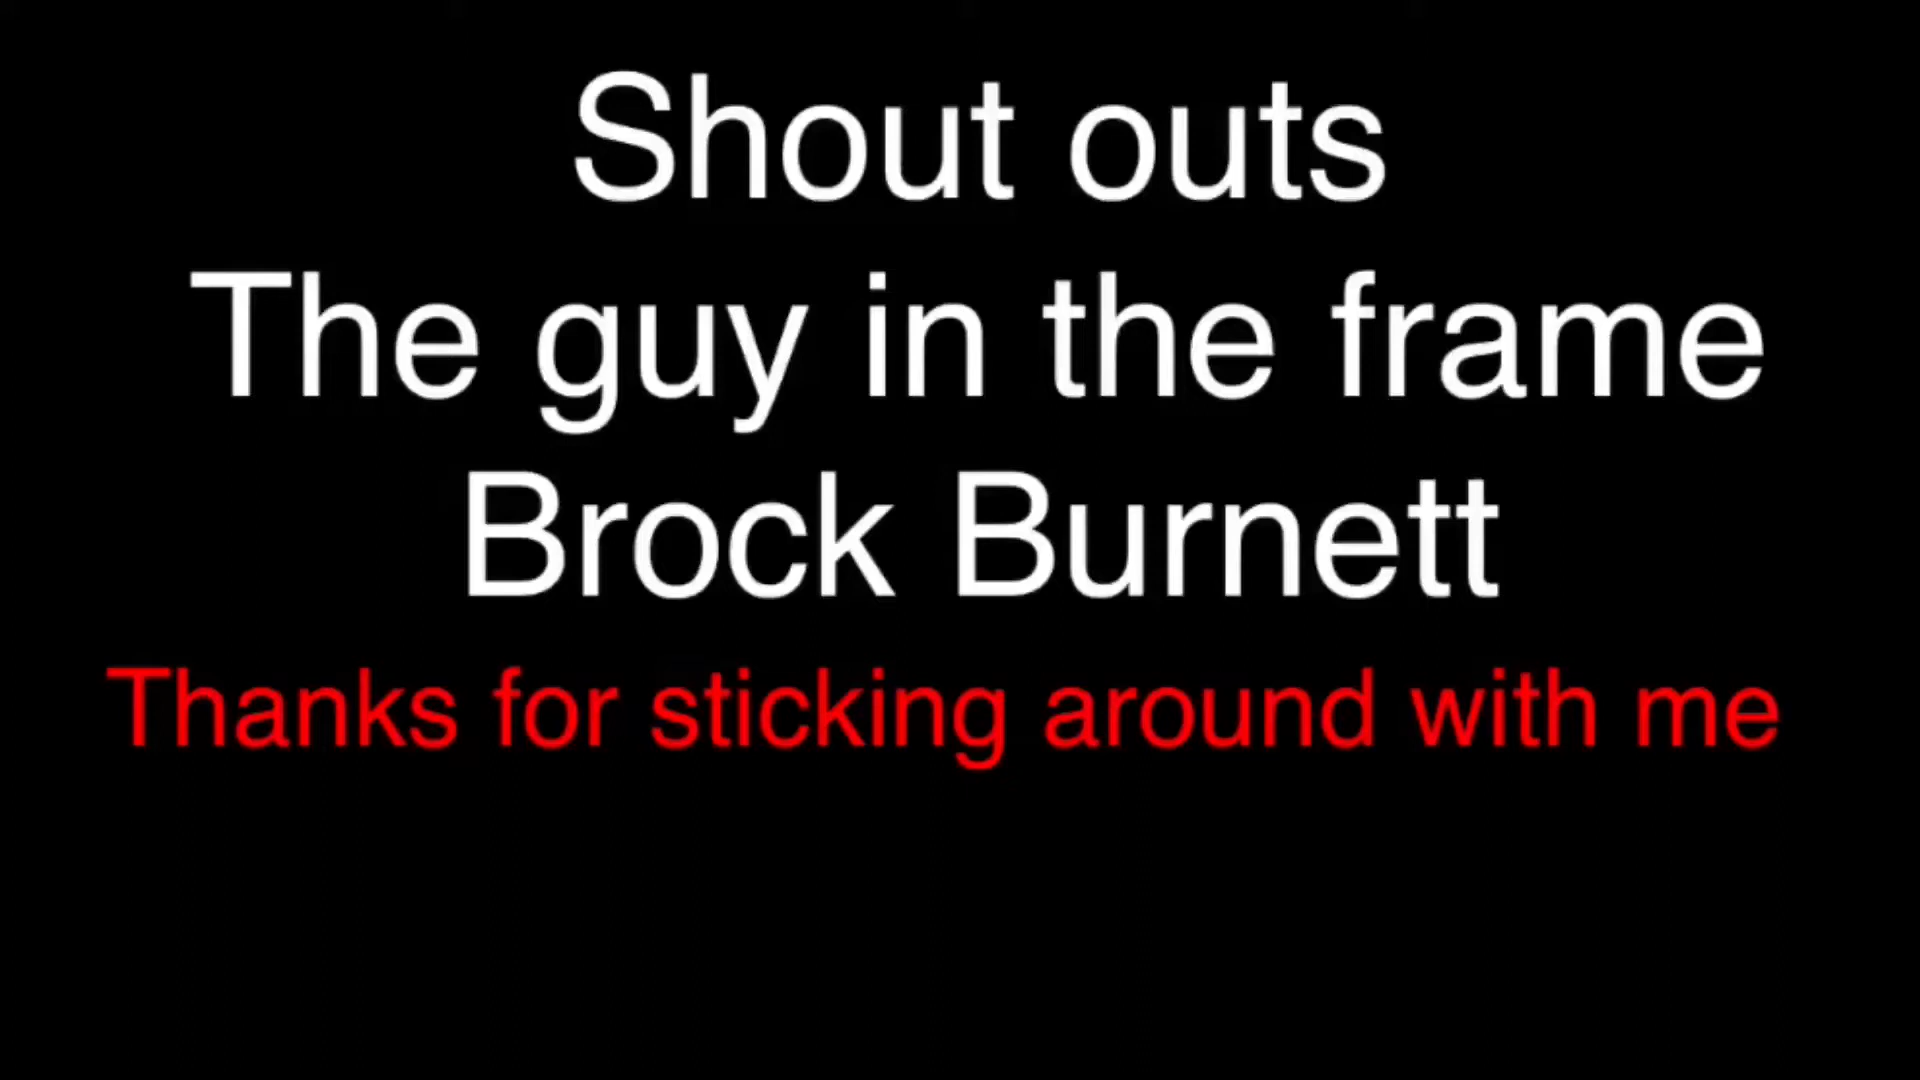 Shout outs
The guy in the frame
Brock Burnett
Thanks for sticking around with me